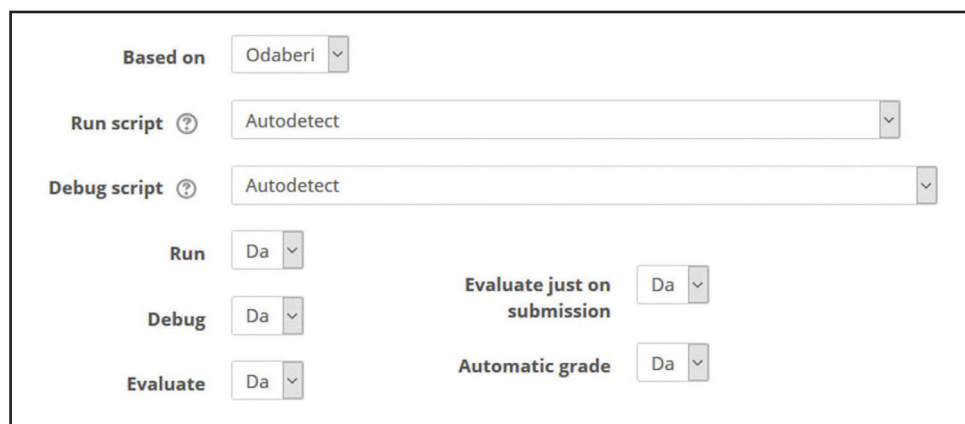 Based on Odaberi
Run script Autodetect
Debug script Autodetect
Run Da
Debug Da
Evaluate Da
Evaluate just on
submission Da
Automatic grade Da